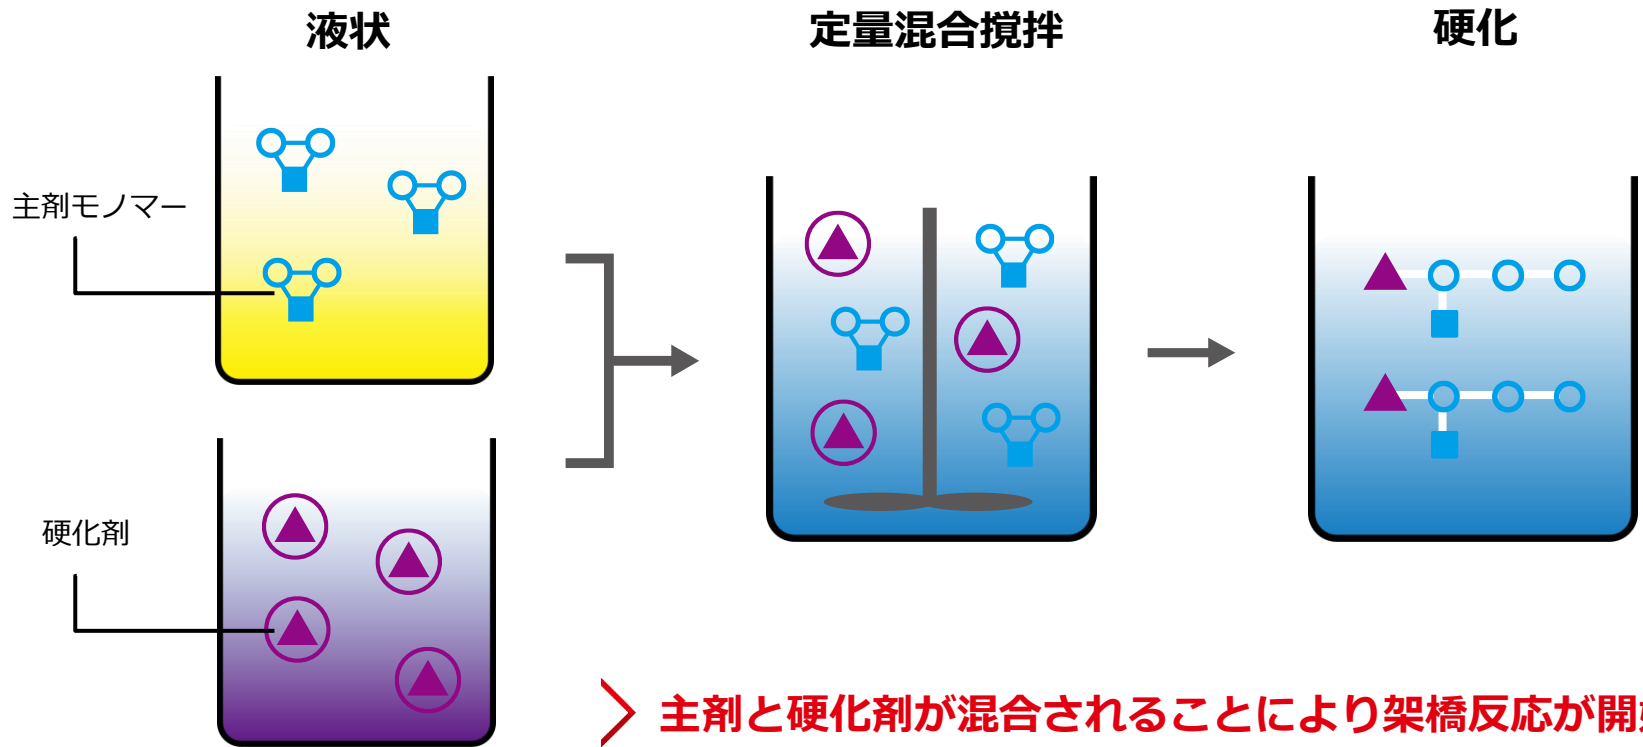 液状
定量混合撹拌
硬化
主剤モノマー
硬化剤
主剤と硬化剤が混合されることにより架橋反応が開